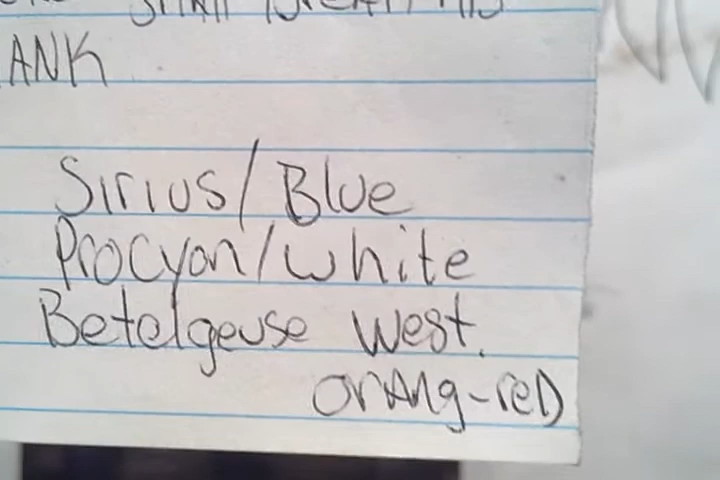 ANK
Sirius/Blue
Procyon/white
Betelgeuse West.
orang-reD